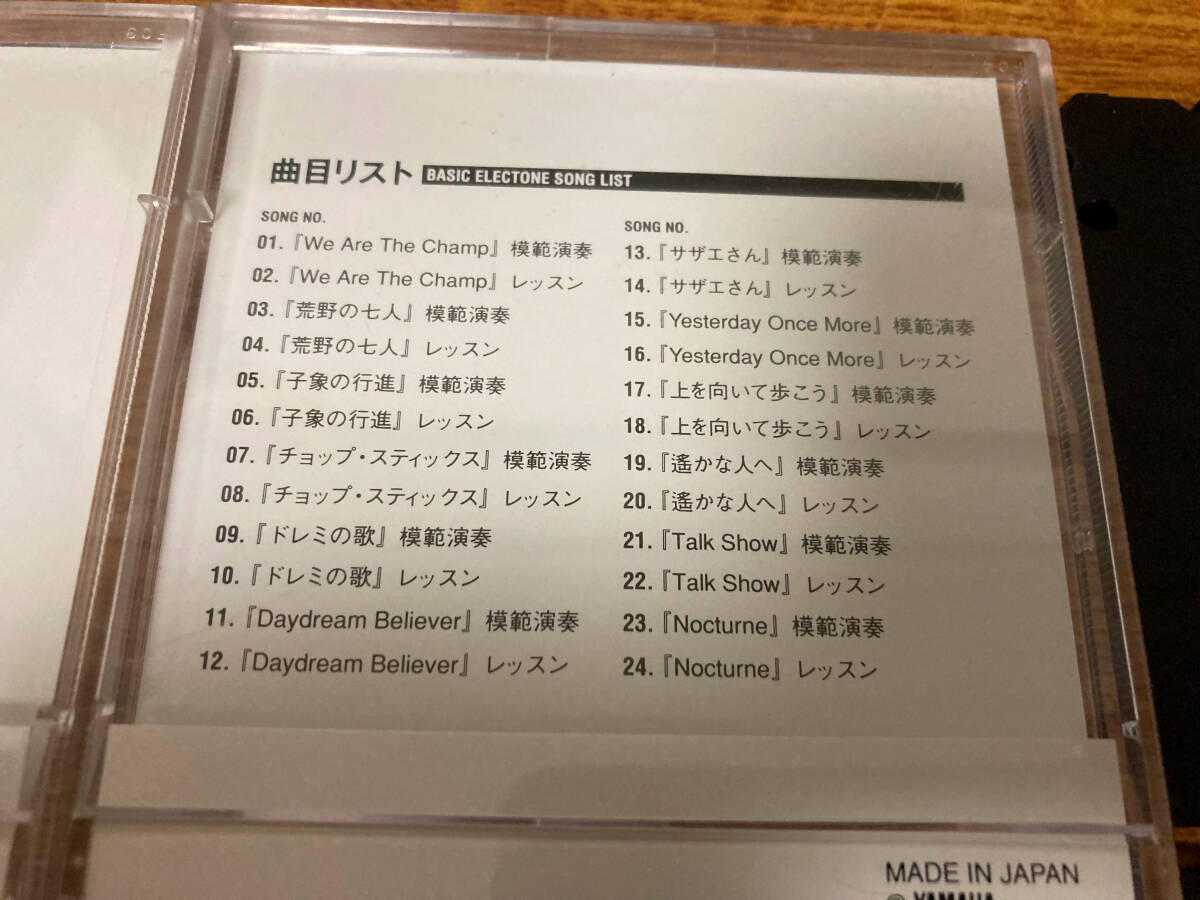 曲目リスト BASIC ELECTONE SONG LIST
SONG NO.
01.『We Are The Champ』模範演奏
02.『We Are The Champ』レッスン
03.『荒野の七人』模範演奏
04.『荒野の七人』レッスン
05.『子象の行進』模範演奏
06.『子象の行進』レッスン
07.『チョップ・スティックス』模範演奏
08.『チョップ・スティックス』レッスン
09.『ドレミの歌』模範演奏
10.『ドレミの歌』レッスン
11.『Daydream Believer』模範演奏
12.『Daydream Believer』レッスン
SONG NO.
13.『サザエさん』模範演奏
14.『サザエさん』レッスン
15.『Yesterday Once More』模範演奏
16.『Yesterday Once More』レッスン
17.『上を向いて歩こう』模範演奏
18.『上を向いて歩こう』レッスン
19.『遙かな人へ』模範演奏
20.『遙かな人へ』レッスン
21.『Talk Show』模範演奏
22.『Talk Show』レッスン
23.『Nocturne』模範演奏
24.『Nocturne』レッスン
MADE IN JAPAN
YAMAHA